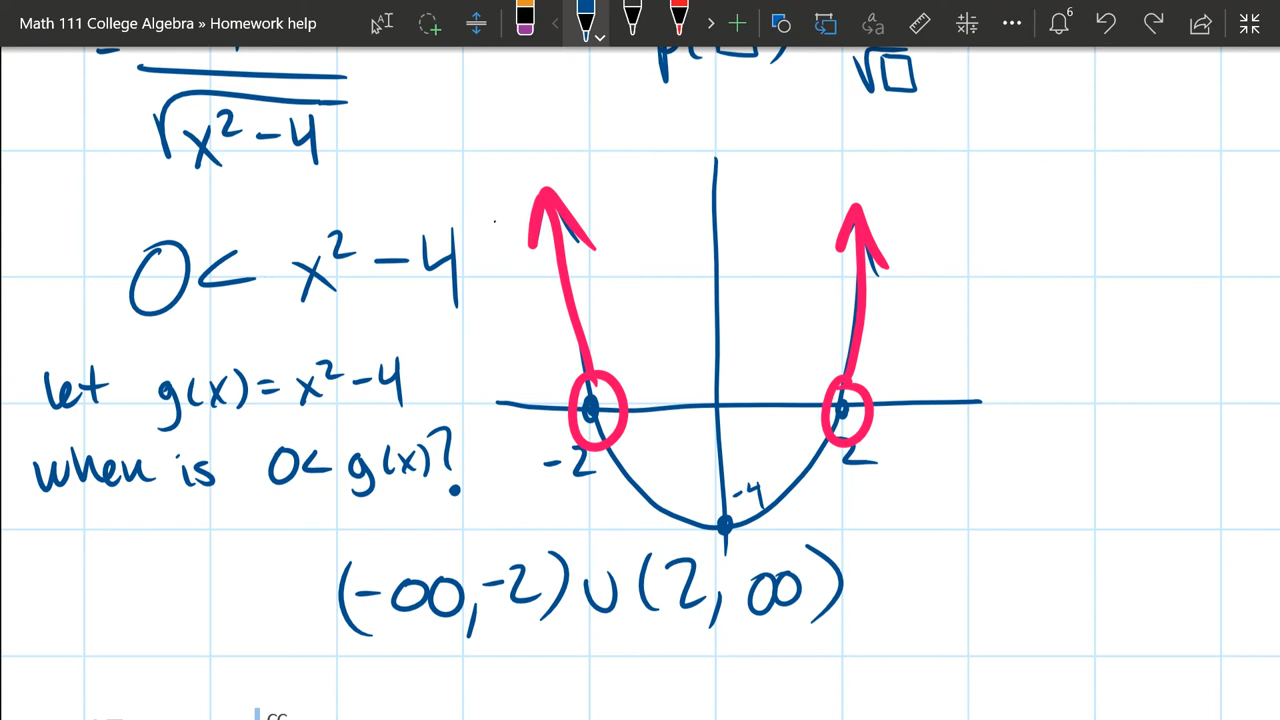 Math 111 College Algebra » Homework help
6
√x² - 4
√□
0 < x² - 4
let g(x) = x² - 4
when is 0 < g(x)?
-2
2
-4
(-∞, -2) ∪ (2, ∞)